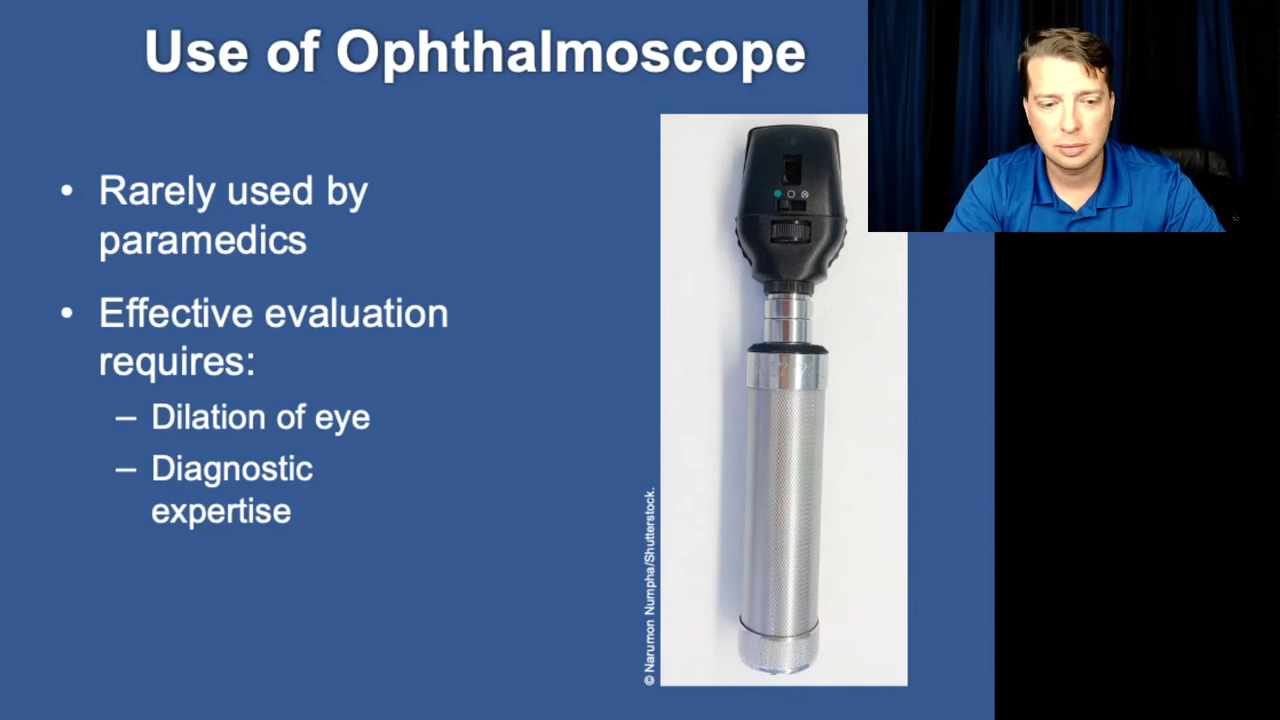 Use of Ophthalmoscope
• Rarely used by
paramedics
• Effective evaluation
requires:
– Dilation of eye
– Diagnostic
expertise
© Narumon Numpha/Shutterstock.